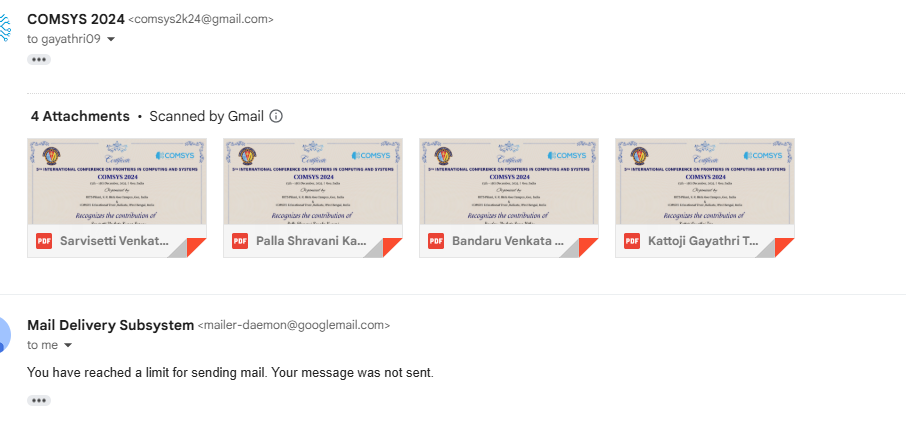 COMSYS 2024 <comsys2k24@gmail.com>
to gayathri09
4 Attachments • Scanned by Gmail
Certificate
COMSYS
3RD INTERNATIONAL CONFERENCE ON FRONTIERS IN COMPUTING AND SYSTEMS
COMSYS 2024
Organized by
Recognizes the contribution of
PDF Sarvisetti Venkat...
Certificate
COMSYS
INTERNATIONAL CONFERENCE ON FRONTIERS IN COMPUTING AND SYSTEMS
COMSYS 2024
Organized by
Recognizes the contribution of
PDF Palla Shravani Ka...
Certificate
COMSYS
INTERNATIONAL CONFERENCE ON FRONTIERS IN COMPUTING AND SYSTEMS
COMSYS 2024
Organized by
Recognizes the contribution of
PDF Bandaru Venkata ...
Certificate
COMSYS
INTERNATIONAL CONFERENCE ON FRONTIERS IN COMPUTING AND SYSTEMS
COMSYS 2024
Organized by
Recognizes the contribution of
PDF Kattoji Gayathri T...
Mail Delivery Subsystem <mailer-daemon@googlemail.com>
to me
You have reached a limit for sending mail. Your message was not sent.